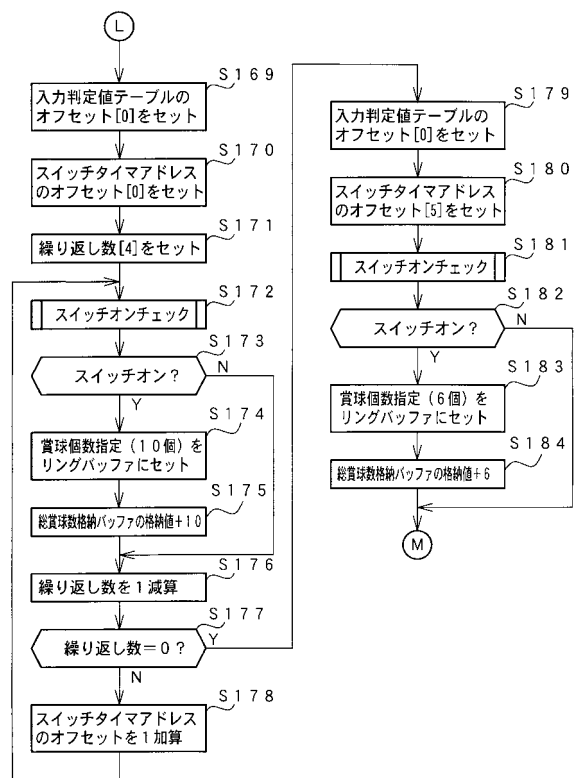 L
S169
入力判定値テーブルの
オフセット[0]をセット
S170
スイッチタイマアドレス
のオフセット[0]をセット
S171
繰り返し数[4]をセット
S172
スイッチオンチェック
S173
スイッチオン?
N
Y
S174
賞球個数指定(10個)を
リングバッファにセット
S175
総賞球数格納バッファの格納値+10
S176
繰り返し数を1減算
S177
繰り返し数=0?
Y
N
S178
スイッチタイマアドレス
のオフセットを1加算
S179
入力判定値テーブルの
オフセット[0]をセット
S180
スイッチタイマアドレス
のオフセット[5]をセット
S181
スイッチオンチェック
S182
スイッチオン?
N
Y
S183
賞球個数指定(6個)を
リングバッファにセット
S184
総賞球数格納バッファの格納値+6
M